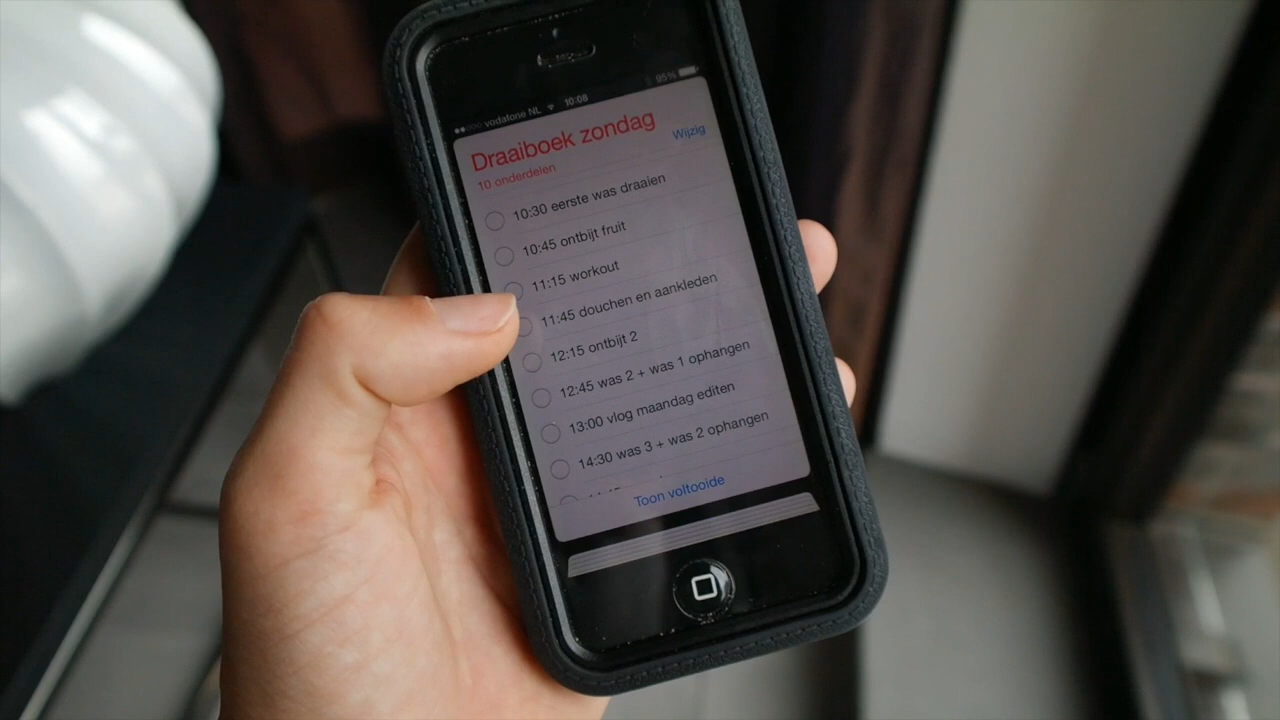 vodafone NL 10:08 95%
Draaiboek zondag
Wijzig
10 onderdelen
10:30 eerste was draaien
10:45 ontbijt fruit
11:15 workout
11:45 douchen en aankleden
12:15 ontbijt 2
12:45 was 2 + was 1 ophangen
13:00 vlog maandag editen
14:30 was 3 + was 2 ophangen
Toon voltooide